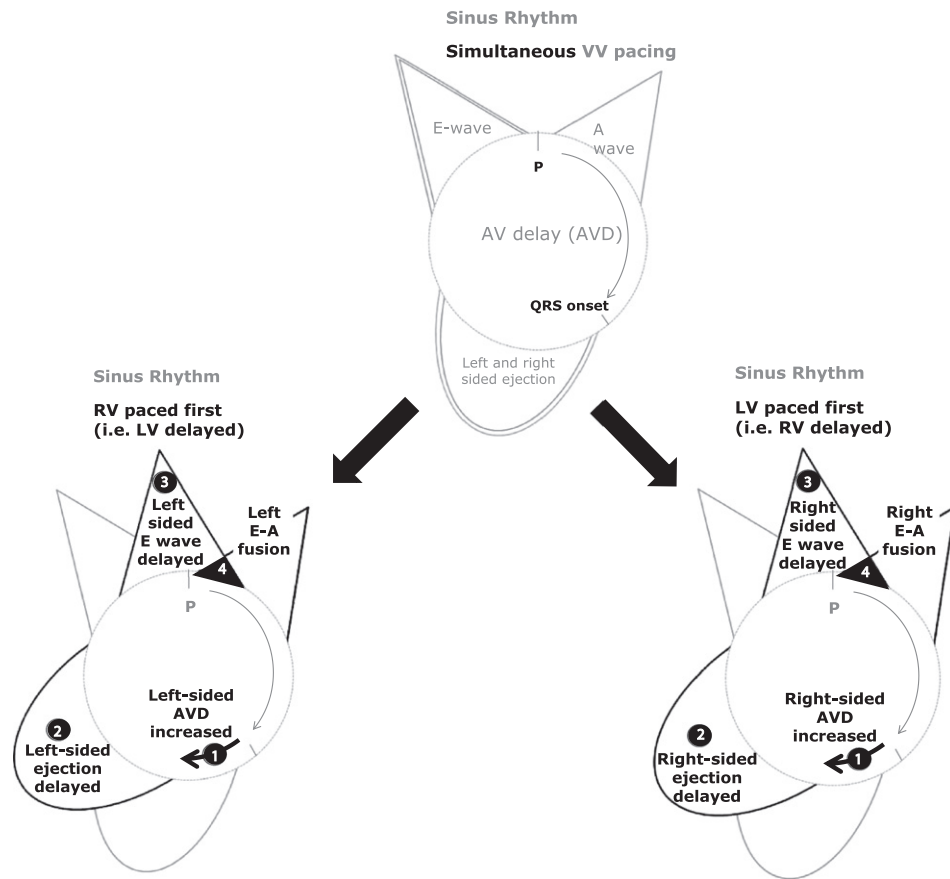 Sinus Rhythm
Simultaneous VV pacing
E-wave
A
wave
P
AV delay (AVD)
QRS onset
Left and right
sided ejection
Sinus Rhythm
RV paced first
(i.e. LV delayed)
3
Left
sided
E wave
delayed
Left
E-A
fusion
4
P
Left-sided
AVD
increased
1
2
Left-sided
ejection
delayed
Sinus Rhythm
LV paced first
(i.e. RV delayed)
3
Right
sided
E wave
delayed
Right
E-A
fusion
4
P
Right-sided
AVD
increased
1
2
Right-sided
ejection
delayed